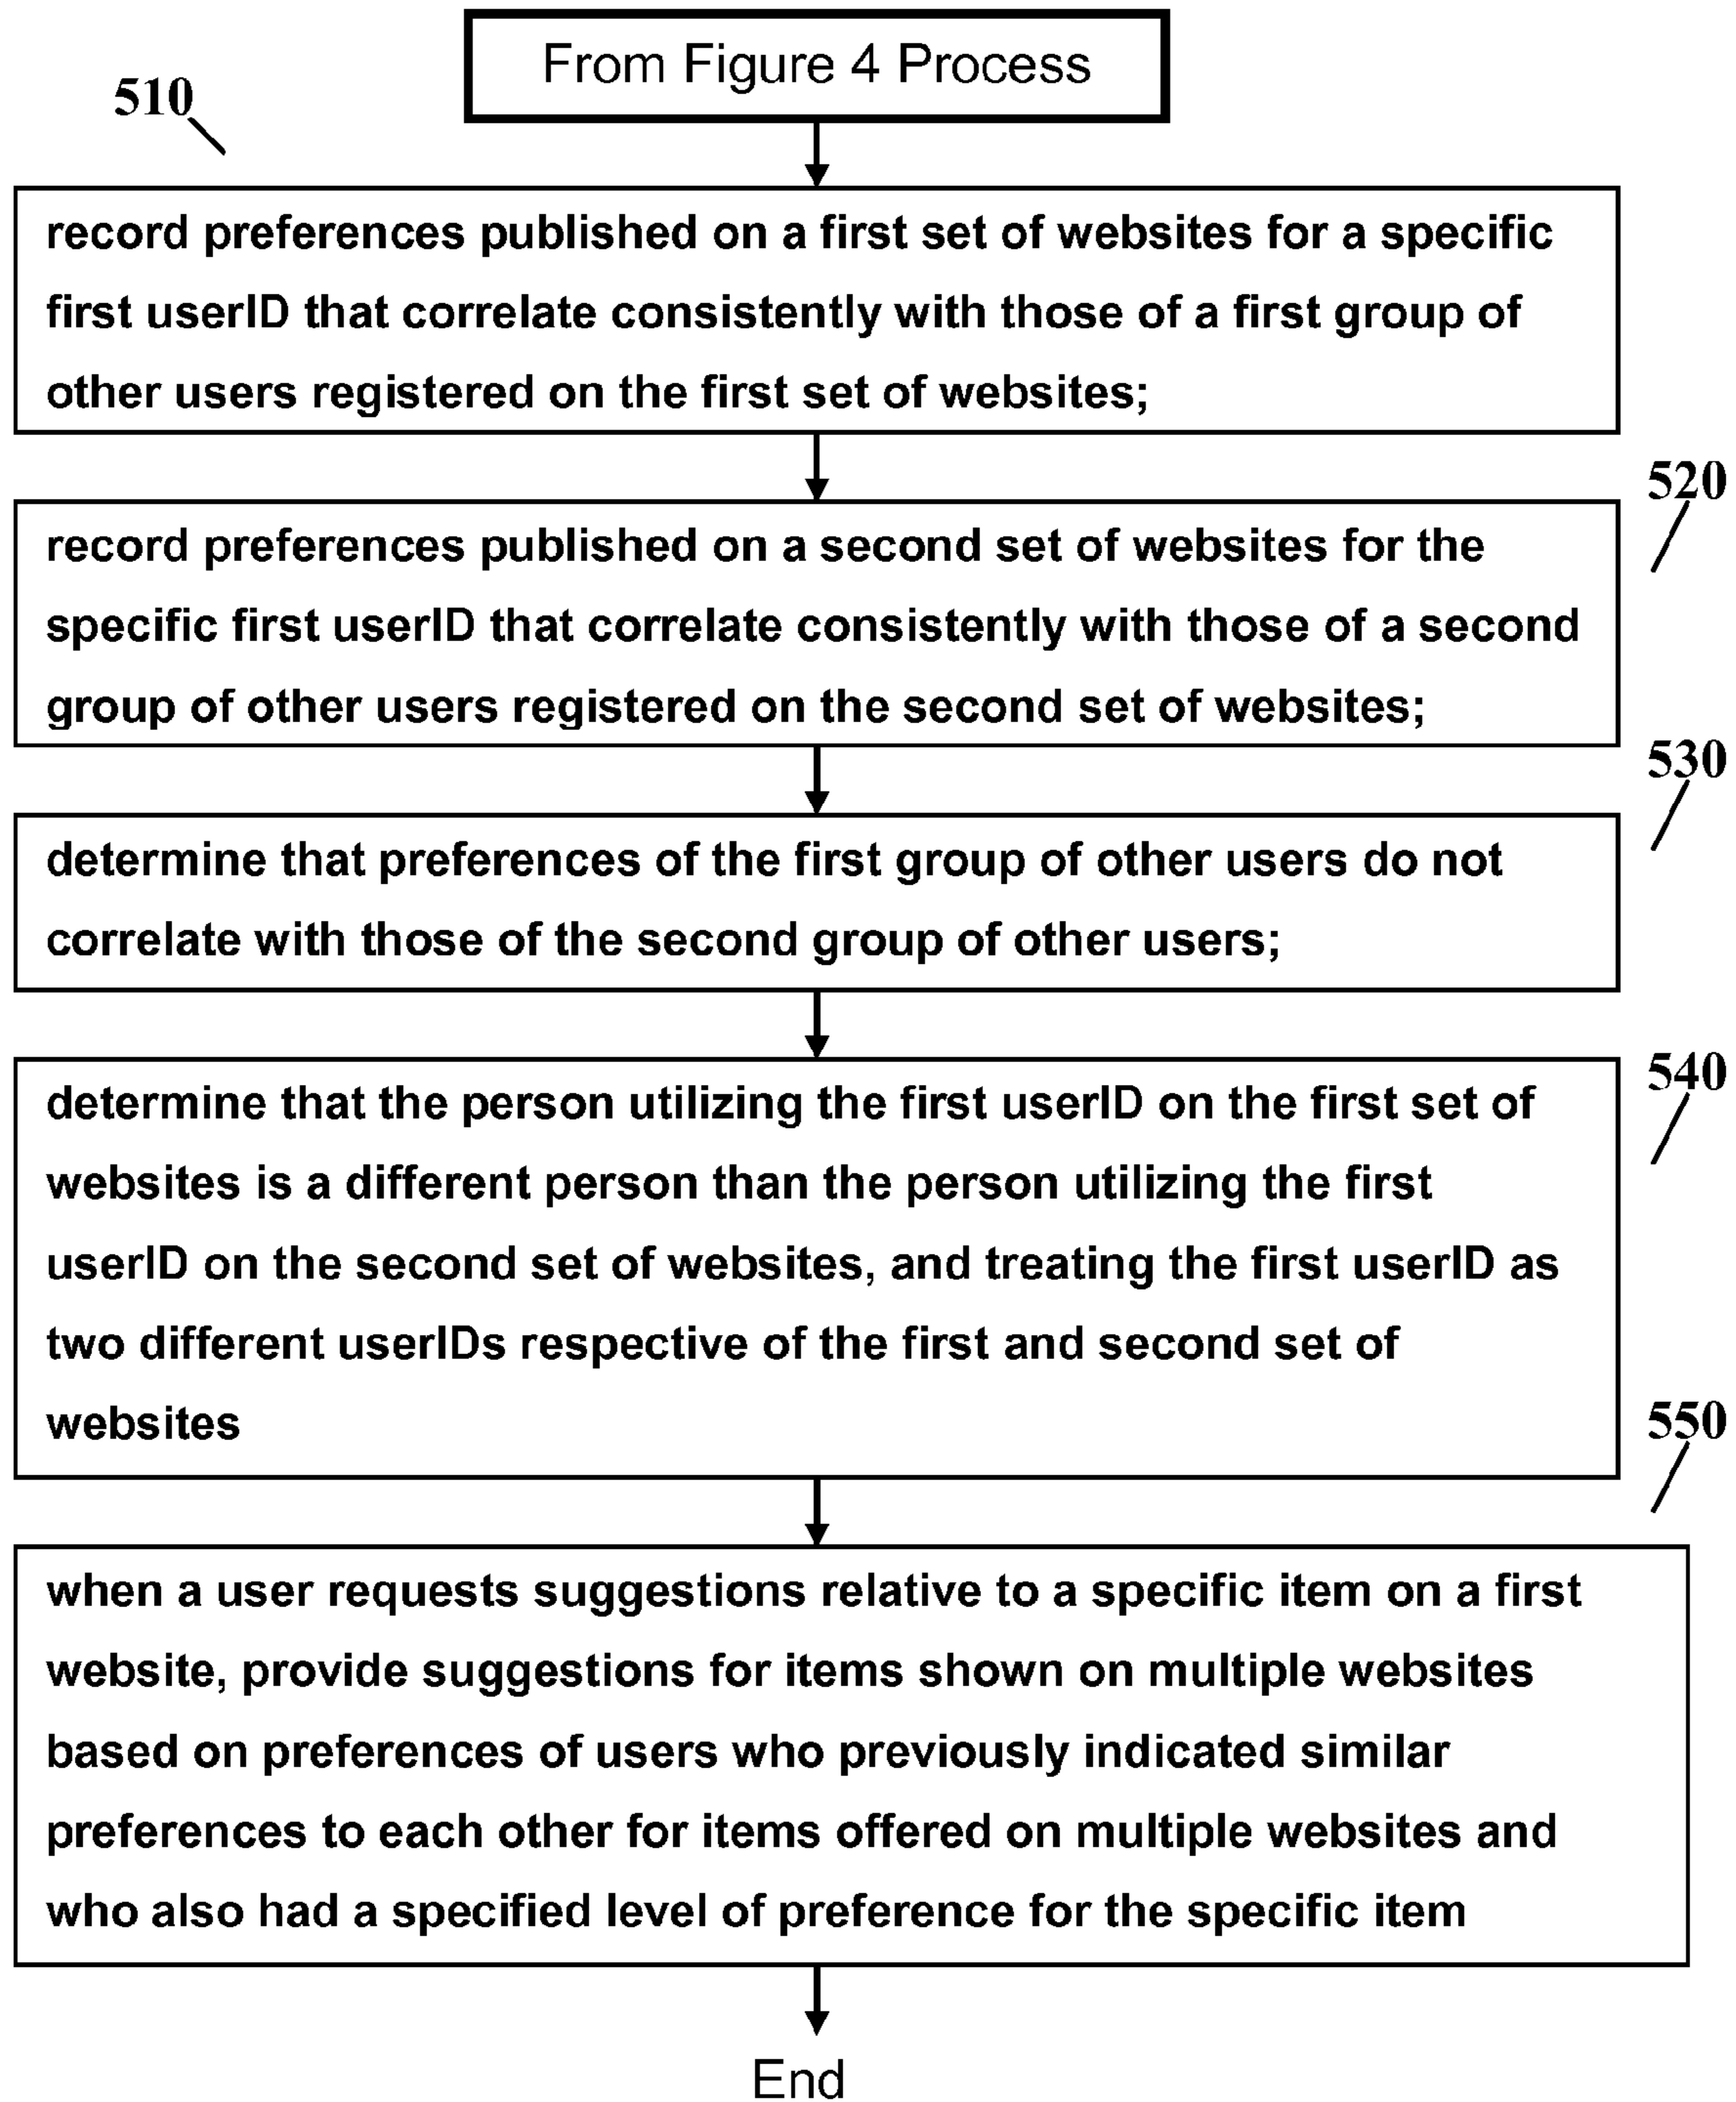 From Figure 4 Process
510
record preferences published on a first set of websites for a specific
first userID that correlate consistently with those of a first group of
other users registered on the first set of websites;
520
record preferences published on a second set of websites for the
specific first userID that correlate consistently with those of a second
group of other users registered on the second set of websites;
530
determine that preferences of the first group of other users do not
correlate with those of the second group of other users;
540
determine that the person utilizing the first userID on the first set of
websites is a different person than the person utilizing the first
userID on the second set of websites, and treating the first userID as
two different userIDs respective of the first and second set of
websites
550
when a user requests suggestions relative to a specific item on a first
website, provide suggestions for items shown on multiple websites
based on preferences of users who previously indicated similar
preferences to each other for items offered on multiple websites and
who also had a specified level of preference for the specific item
End